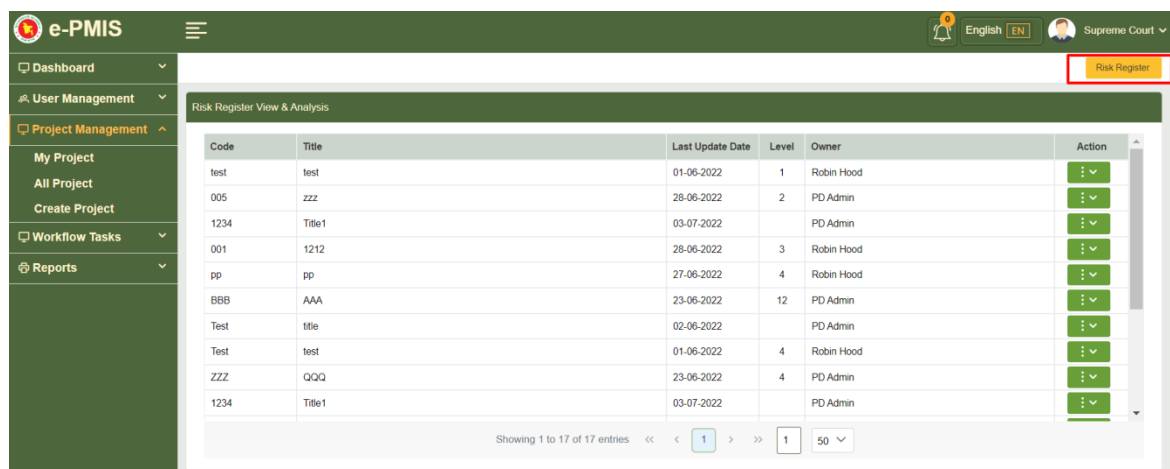 e-PMIS
0
English EN
Supreme Court
Dashboard
Risk Register
User Management
Risk Register View & Analysis
Project Management
My Project
All Project
Create Project
Workflow Tasks
Reports
Code Title Last Update Date Level Owner Action
test test 01-06-2022 1 Robin Hood
005 zzz 28-06-2022 2 PD Admin
1234 Title1 03-07-2022 PD Admin
001 1212 28-06-2022 3 Robin Hood
pp pp 27-06-2022 4 Robin Hood
BBB AAA 23-06-2022 12 PD Admin
Test title 02-06-2022 PD Admin
Test test 01-06-2022 4 Robin Hood
ZZZ QQQ 23-06-2022 4 PD Admin
1234 Title1 03-07-2022 PD Admin
Showing 1 to 17 of 17 entries << < 1 > >> 1 50